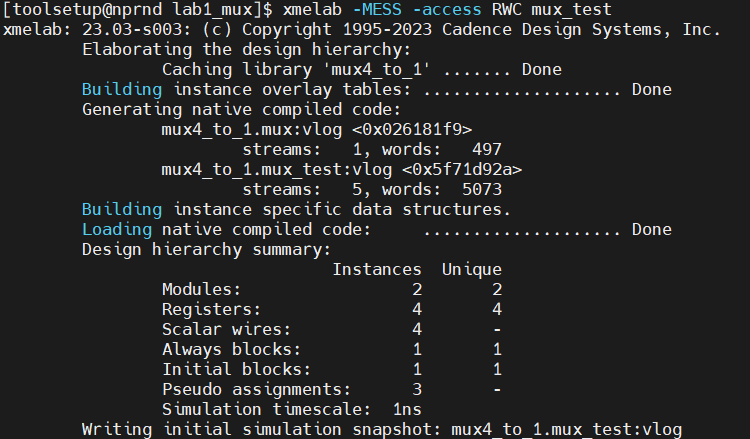 [toolsetup@nprnd lab1_mux]$ xmelab -MESS -access RWC mux_test
xmelab: 23.03-s003: (c) Copyright 1995-2023 Cadence Design Systems, Inc.
Elaborating the design hierarchy:
Caching library 'mux4_to_1' ....... Done
Building instance overlay tables: .................... Done
Generating native compiled code:
mux4_to_1.mux:vlog <0x026181f9>
streams: 1, words: 497
mux4_to_1.mux_test:vlog <0x5f71d92a>
streams: 5, words: 5073
Building instance specific data structures.
Loading native compiled code: .................... Done
Design hierarchy summary:
Instances Unique
Modules: 2 2
Registers: 4 4
Scalar wires: 4 -
Always blocks: 1 1
Initial blocks: 1 1
Pseudo assignments: 3 -
Simulation timescale: 1ns
Writing initial simulation snapshot: mux4_to_1.mux_test:vlog